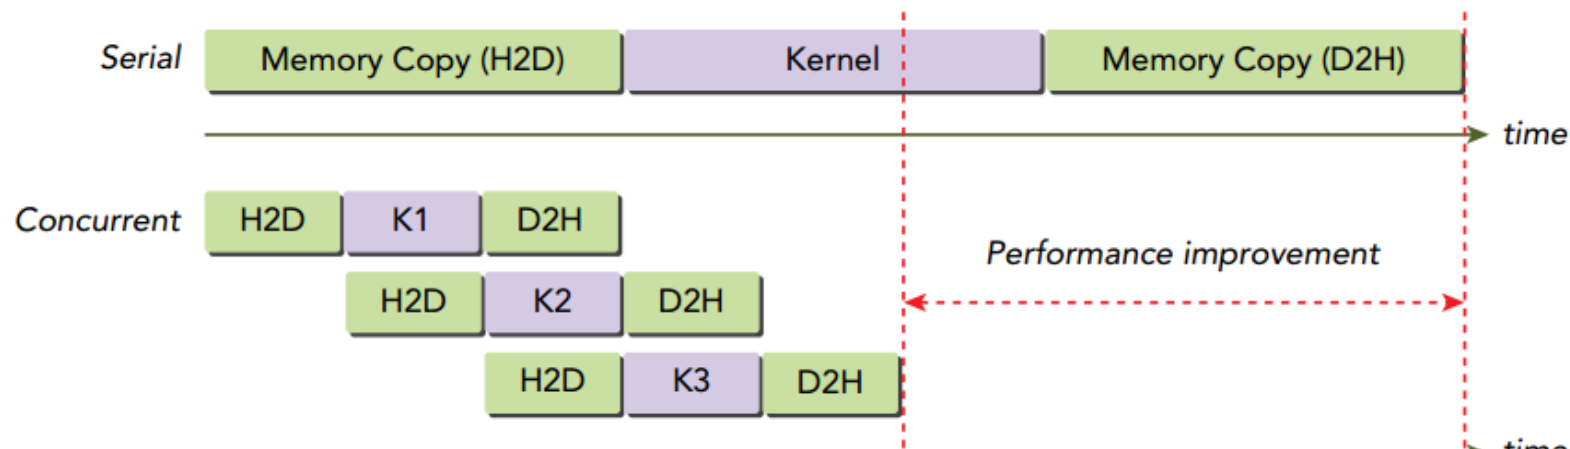 Serial Memory Copy (H2D) Kernel Memory Copy (D2H)
time
Concurrent H2D K1 D2H
Performance improvement
H2D K2 D2H
H2D K3 D2H
time